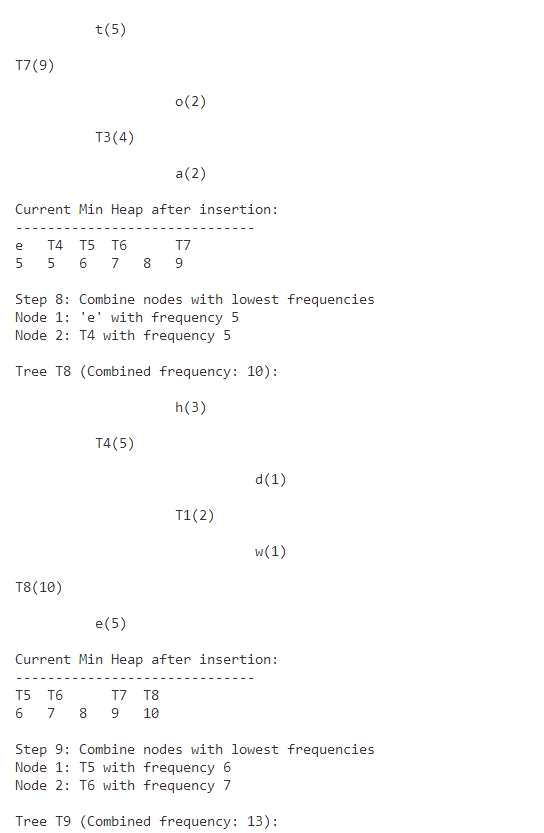 t(5)
T7(9)
o(2)
T3(4)
a(2)
Current Min Heap after insertion:
------------------------------
e   T4  T5  T6      T7
5   5   6   7   8   9
Step 8: Combine nodes with lowest frequencies
Node 1: 'e' with frequency 5
Node 2: T4 with frequency 5
Tree T8 (Combined frequency: 10):
h(3)
T4(5)
d(1)
T1(2)
w(1)
T8(10)
e(5)
Current Min Heap after insertion:
------------------------------
T5  T6      T7  T8
6   7   8   9   10
Step 9: Combine nodes with lowest frequencies
Node 1: T5 with frequency 6
Node 2: T6 with frequency 7
Tree T9 (Combined frequency: 13):